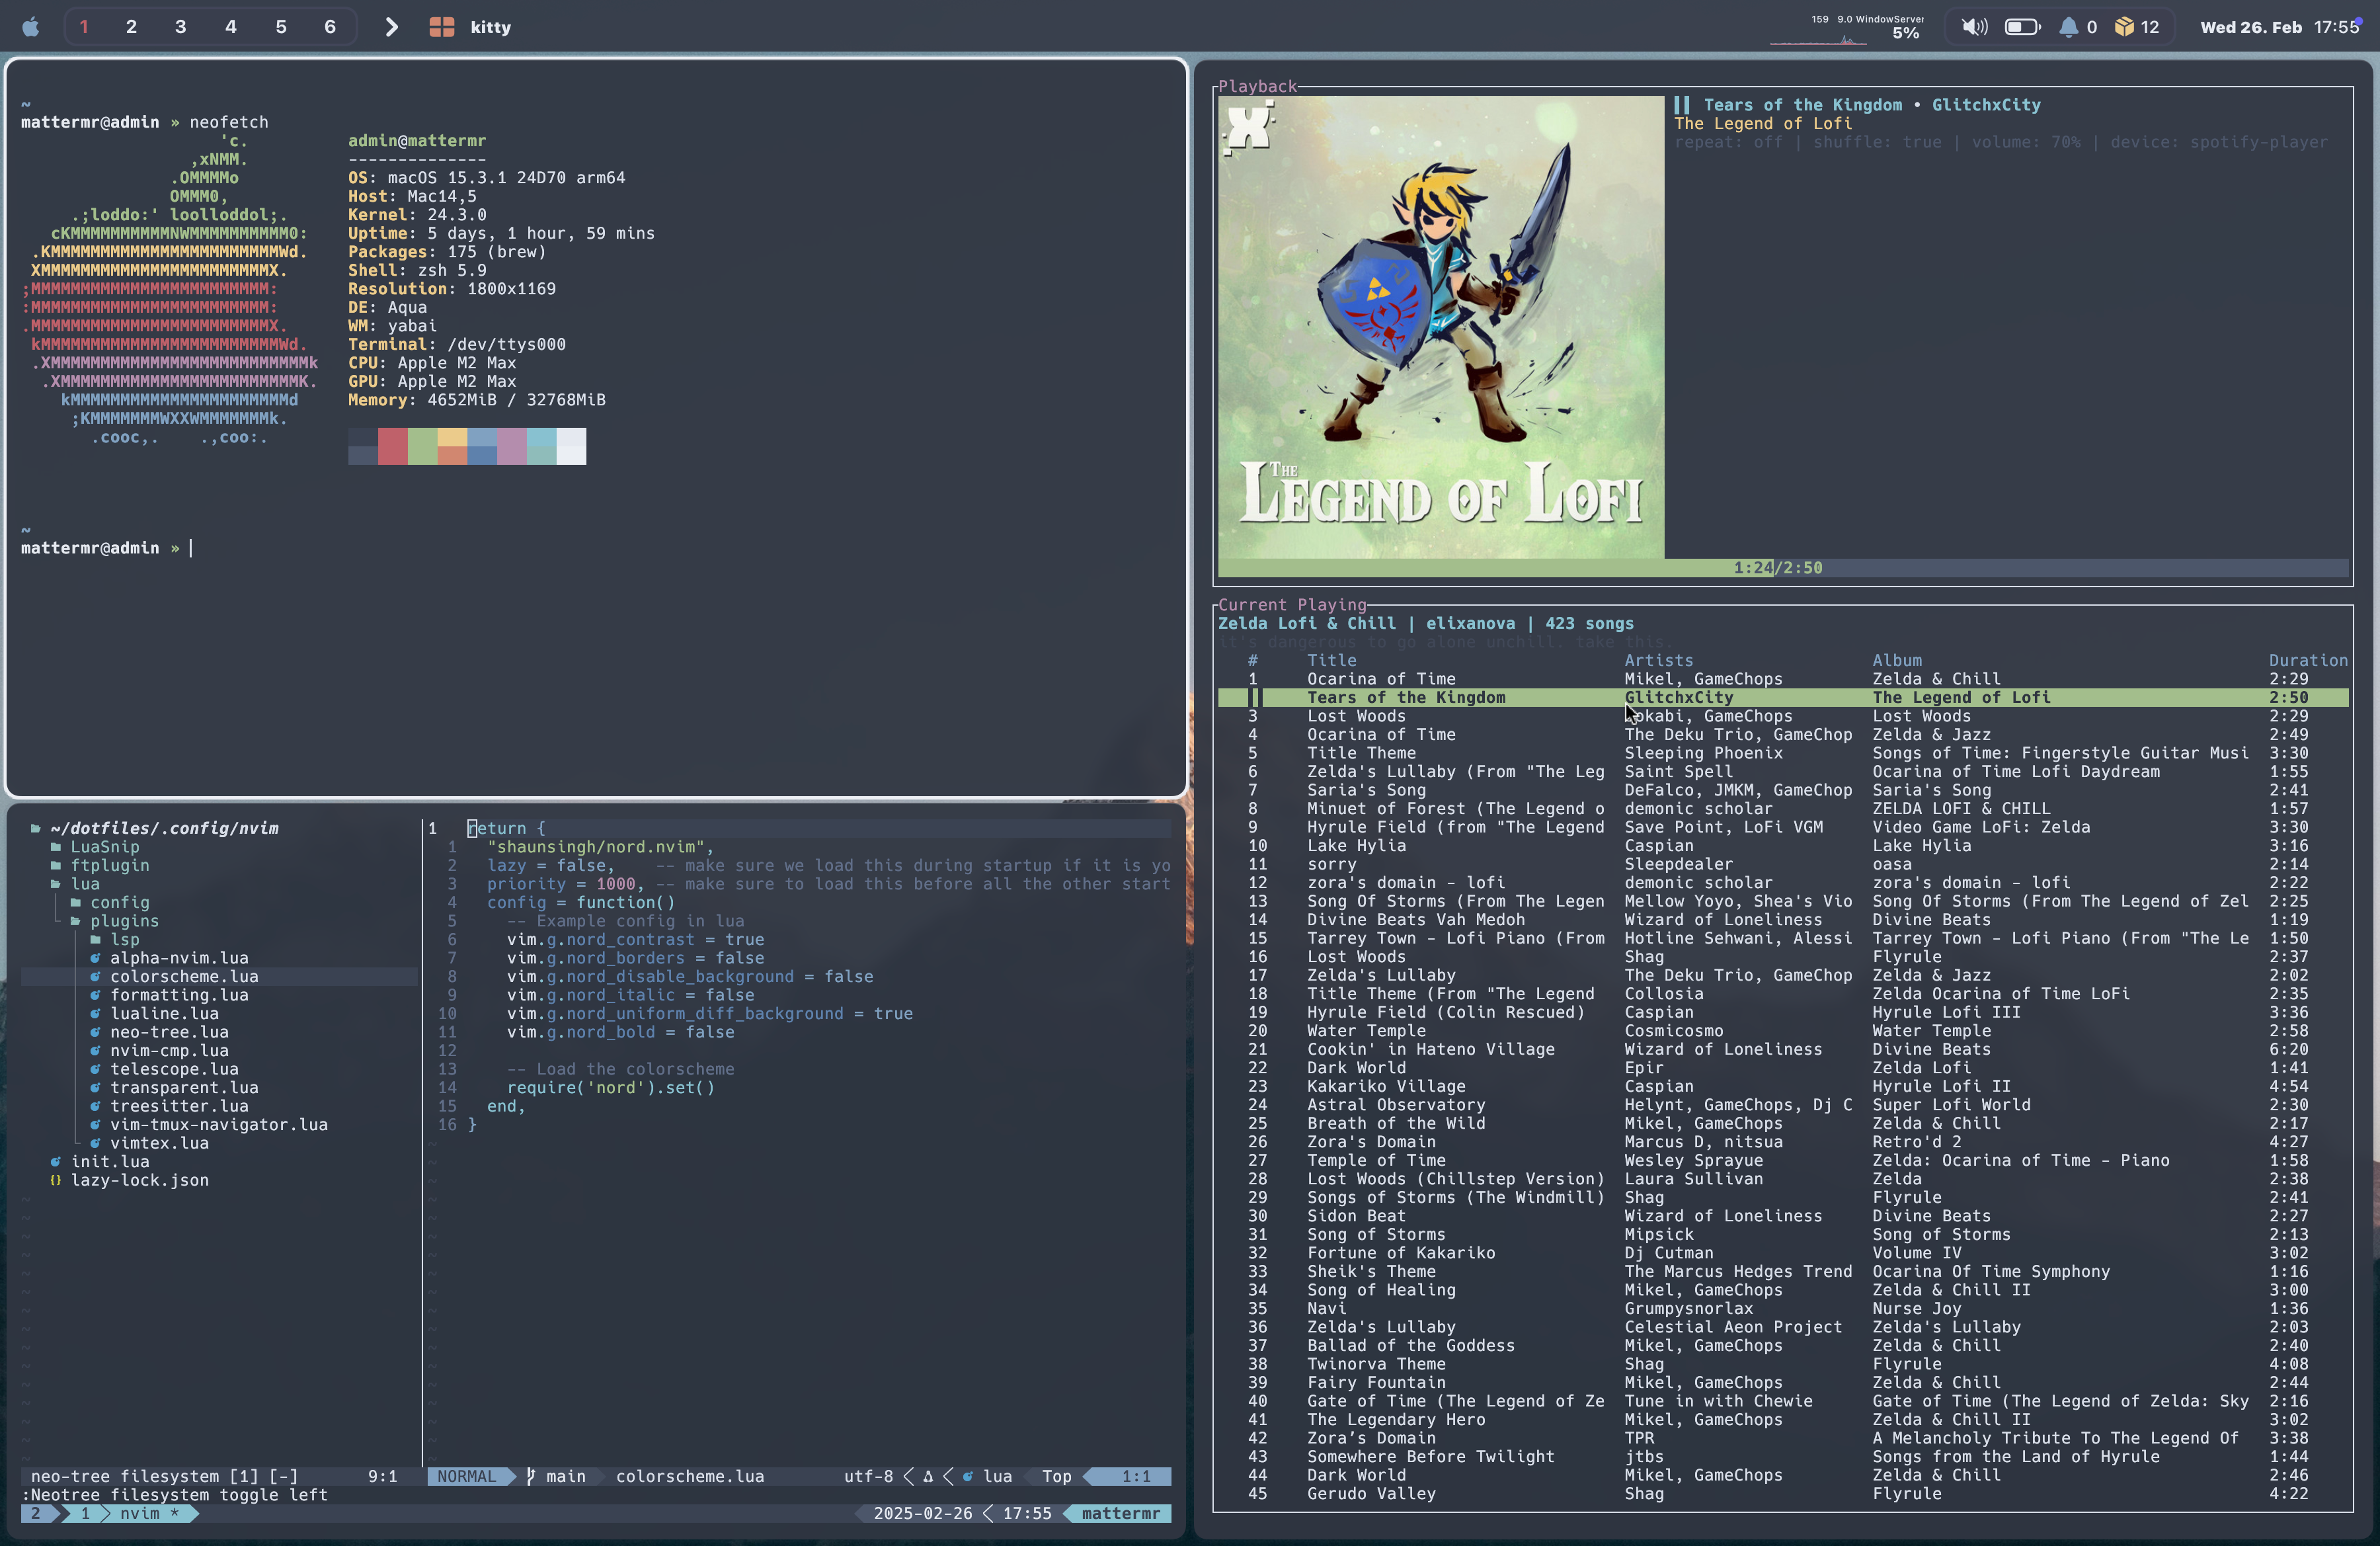 1 2 3 4 5 6 kitty
159 9.0 WindowServer
5%
0 12 Wed 26. Feb 17:55
~
mattermr@admin » neofetch
'c.
,xNMM.
.OMMMMo
OMMM0,
.;loddo:' loolloddol;.
cKMMMMMMMMMMNWMMMMMMMMMM0:
.KMMMMMMMMMMMMMMMMMMMMMMMWd.
XMMMMMMMMMMMMMMMMMMMMMMMX.
;MMMMMMMMMMMMMMMMMMMMMMMM:
:MMMMMMMMMMMMMMMMMMMMMMMM:
.MMMMMMMMMMMMMMMMMMMMMMMMX.
kMMMMMMMMMMMMMMMMMMMMMMMMWd.
.XMMMMMMMMMMMMMMMMMMMMMMMMMMk
.XMMMMMMMMMMMMMMMMMMMMMMMMK.
kMMMMMMMMMMMMMMMMMMMMMMd
;KMMMMMMMWXXWMMMMMMMk.
.cooc,. .,coo:.
admin@mattermr
--------------
OS: macOS 15.3.1 24D70 arm64
Host: Mac14,5
Kernel: 24.3.0
Uptime: 5 days, 1 hour, 59 mins
Packages: 175 (brew)
Shell: zsh 5.9
Resolution: 1800x1169
DE: Aqua
WM: yabai
Terminal: /dev/ttys000
CPU: Apple M2 Max
GPU: Apple M2 Max
Memory: 4652MiB / 32768MiB
~
mattermr@admin »
~/dotfiles/.config/nvim
LuaSnip
ftplugin
lua
config
plugins
lsp
alpha-nvim.lua
colorscheme.lua
formatting.lua
lualine.lua
neo-tree.lua
nvim-cmp.lua
telescope.lua
transparent.lua
treesitter.lua
vim-tmux-navigator.lua
vimtex.lua
init.lua
{} lazy-lock.json
1 return {
1 "shaunsingh/nord.nvim",
2 lazy = false, -- make sure we load this during startup if it is yo
3 priority = 1000, -- make sure to load this before all the other start
4 config = function()
5 -- Example config in lua
6 vim.g.nord_contrast = true
7 vim.g.nord_borders = false
8 vim.g.nord_disable_background = false
9 vim.g.nord_italic = false
10 vim.g.nord_uniform_diff_background = true
11 vim.g.nord_bold = false
12
13 -- Load the colorscheme
14 require('nord').set()
15 end,
16 }
neo-tree filesystem [1] [-] 9:1
NORMAL main colorscheme.lua utf-8 lua Top 1:1
:Neotree filesystem toggle left
2 1 nvim * 2025-02-26 17:55 mattermr
Playback
X
THE
LEGEND OF LOFI
Tears of the Kingdom • GlitchxCity
The Legend of Lofi
repeat: off | shuffle: true | volume: 70% | device: spotify-player
1:24/2:50
Current Playing
Zelda Lofi & Chill | elixanova | 423 songs
it's dangerous to go alone unchill. take this.
# Title Artists Album Duration
1 Ocarina of Time Mikel, GameChops Zelda & Chill 2:29
Tears of the Kingdom GlitchxCity The Legend of Lofi 2:50
3 Lost Woods kabi, GameChops Lost Woods 2:29
4 Ocarina of Time The Deku Trio, GameChop Zelda & Jazz 2:49
5 Title Theme Sleeping Phoenix Songs of Time: Fingerstyle Guitar Musi 3:30
6 Zelda's Lullaby (From "The Leg Saint Spell Ocarina of Time Lofi Daydream 1:55
7 Saria's Song DeFalco, JMKM, GameChop Saria's Song 2:41
8 Minuet of Forest (The Legend o demonic scholar ZELDA LOFI & CHILL 1:57
9 Hyrule Field (from "The Legend Save Point, LoFi VGM Video Game LoFi: Zelda 3:30
10 Lake Hylia Caspian Lake Hylia 3:16
11 sorry Sleepdealer oasa 2:14
12 zora's domain - lofi demonic scholar zora's domain - lofi 2:22
13 Song Of Storms (From The Legen Mellow Yoyo, Shea's Vio Song Of Storms (From The Legend of Zel 2:25
14 Divine Beats Vah Medoh Wizard of Loneliness Divine Beats 1:19
15 Tarrey Town - Lofi Piano (From Hotline Sehwani, Alessi Tarrey Town - Lofi Piano (From "The Le 1:50
16 Lost Woods Shag Flyrule 2:37
17 Zelda's Lullaby The Deku Trio, GameChop Zelda & Jazz 2:02
18 Title Theme (From "The Legend Collosia Zelda Ocarina of Time LoFi 2:35
19 Hyrule Field (Colin Rescued) Caspian Hyrule Lofi III 3:36
20 Water Temple Cosmicosmo Water Temple 2:58
21 Cookin' in Hateno Village Wizard of Loneliness Divine Beats 6:20
22 Dark World Epir Zelda Lofi 1:41
23 Kakariko Village Caspian Hyrule Lofi II 4:54
24 Astral Observatory Helynt, GameChops, Dj C Super Lofi World 2:30
25 Breath of the Wild Mikel, GameChops Zelda & Chill 2:17
26 Zora's Domain Marcus D, nitsua Retro'd 2 4:27
27 Temple of Time Wesley Sprayue Zelda: Ocarina of Time - Piano 1:58
28 Lost Woods (Chillstep Version) Laura Sullivan Zelda 2:38
29 Songs of Storms (The Windmill) Shag Flyrule 2:41
30 Sidon Beat Wizard of Loneliness Divine Beats 2:27
31 Song of Storms Mipsick Song of Storms 2:13
32 Fortune of Kakariko Dj Cutman Volume IV 3:02
33 Sheik's Theme The Marcus Hedges Trend Ocarina Of Time Symphony 1:16
34 Song of Healing Mikel, GameChops Zelda & Chill II 3:00
35 Navi Grumpysnorlax Nurse Joy 1:36
36 Zelda's Lullaby Celestial Aeon Project Zelda's Lullaby 2:03
37 Ballad of the Goddess Mikel, GameChops Zelda & Chill 2:40
38 Twinorva Theme Shag Flyrule 4:08
39 Fairy Fountain Mikel, GameChops Zelda & Chill 2:44
40 Gate of Time (The Legend of Ze Tune in with Chewie Gate of Time (The Legend of Zelda: Sky 2:16
41 The Legendary Hero Mikel, GameChops Zelda & Chill II 3:02
42 Zora’s Domain TPR A Melancholy Tribute To The Legend Of 3:38
43 Somewhere Before Twilight jtbs Songs from the Land of Hyrule 1:44
44 Dark World Mikel, GameChops Zelda & Chill 2:46
45 Gerudo Valley Shag Flyrule 4:22